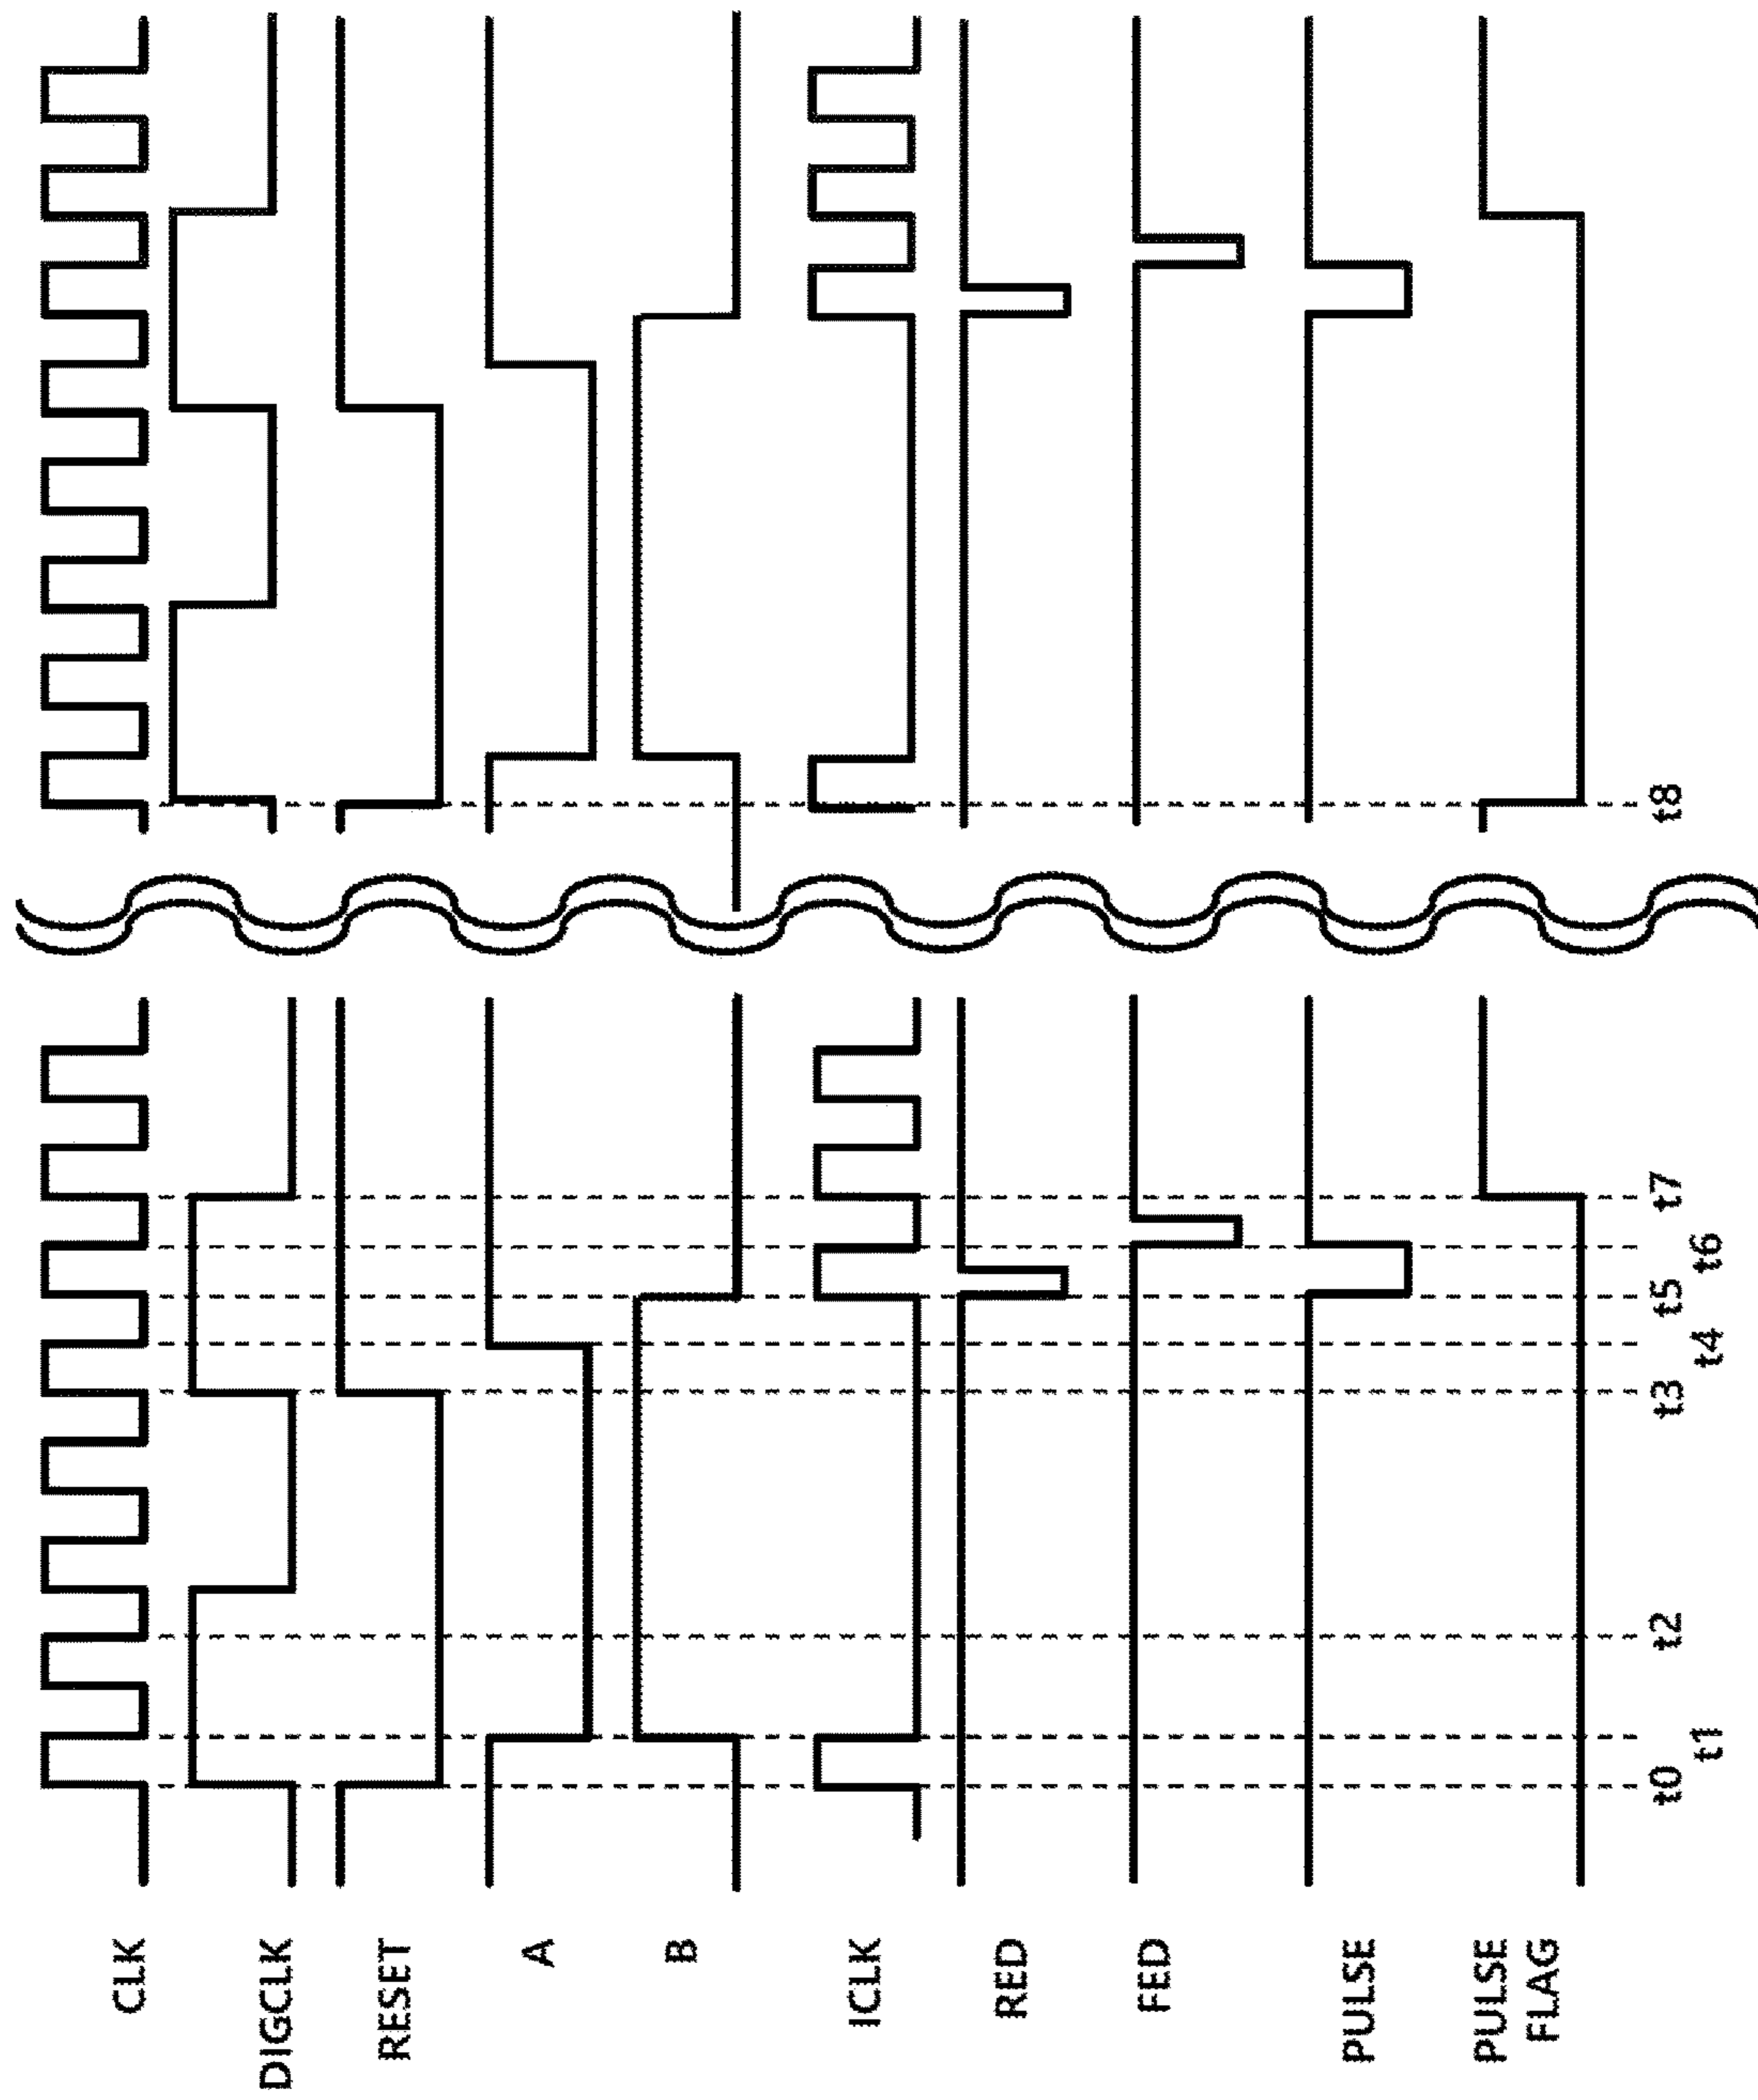 CLK
DIGCLK
RESET
A
B
ICLK
RED
FED
PULSE
PULSE
FLAG
t0
t1
t2
t3
t4
t5
t6
t7
t8